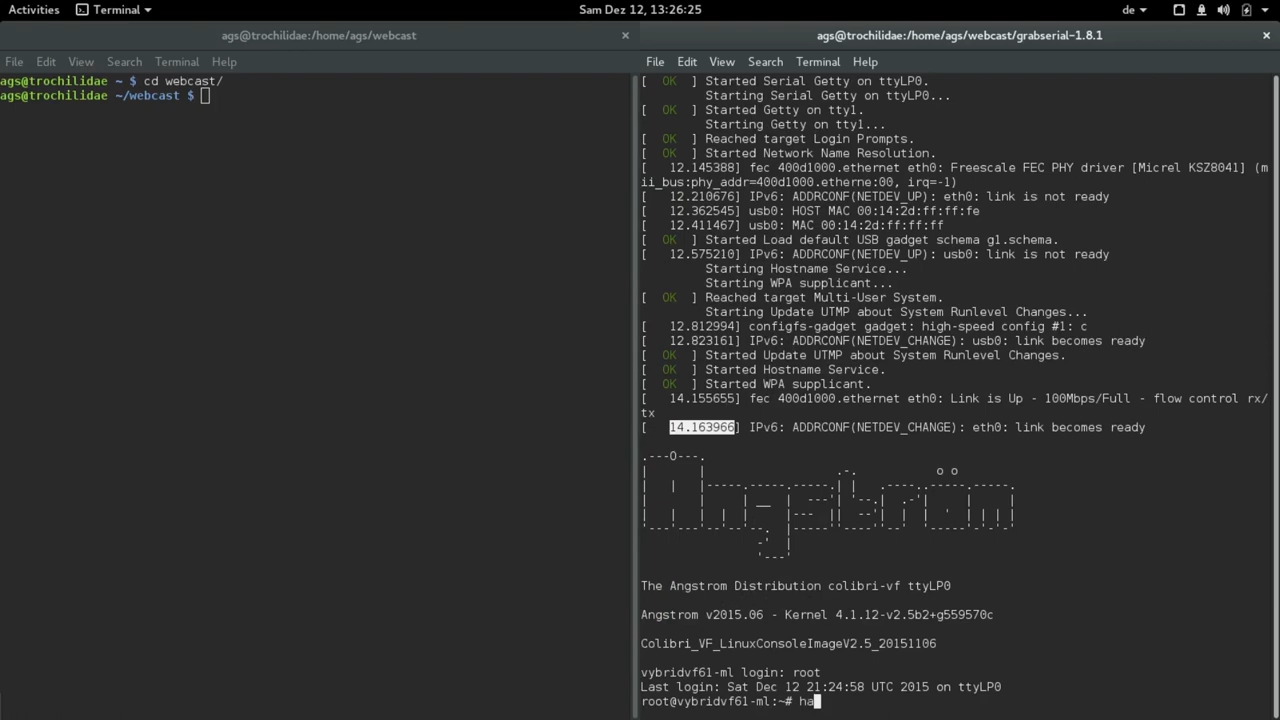 Activities Terminal Sam Dez 12, 13:26:25 de
ags@trochilidae:/home/ags/webcast
File Edit View Search Terminal Help
ags@trochilidae ~ $ cd webcast/
ags@trochilidae ~/webcast $
ags@trochilidae:/home/ags/webcast/grabserial-1.8.1
File Edit View Search Terminal Help
[ OK ] Started Serial Getty on ttyLP0.
Starting Serial Getty on ttyLP0...
[ OK ] Started Getty on tty1.
Starting Getty on tty1...
[ OK ] Reached target Login Prompts.
[ OK ] Started Network Name Resolution.
[ 12.145388] fec 400d1000.ethernet eth0: Freescale FEC PHY driver [Micrel KSZ8041] (m
ii_bus:phy_addr=400d1000.etherne:00, irq=-1)
[ 12.210676] IPv6: ADDRCONF(NETDEV_UP): eth0: link is not ready
[ 12.362545] usb0: HOST MAC 00:14:2d:ff:ff:fe
[ 12.411467] usb0: MAC 00:14:2d:ff:ff:ff
[ OK ] Started Load default USB gadget schema g1.schema.
[ 12.575210] IPv6: ADDRCONF(NETDEV_UP): usb0: link is not ready
Starting Hostname Service...
Starting WPA supplicant...
[ OK ] Reached target Multi-User System.
Starting Update UTMP about System Runlevel Changes...
[ 12.812994] configfs-gadget gadget: high-speed config #1: c
[ 12.823161] IPv6: ADDRCONF(NETDEV_CHANGE): usb0: link becomes ready
[ OK ] Started Update UTMP about System Runlevel Changes.
[ OK ] Started Hostname Service.
[ OK ] Started WPA supplicant.
[ 14.155655] fec 400d1000.ethernet eth0: Link is Up - 100Mbps/Full - flow control rx/
tx
[ 14.163966] IPv6: ADDRCONF(NETDEV_CHANGE): eth0: link becomes ready
Angström
The Angstrom Distribution colibri-vf ttyLP0
Angstrom v2015.06 - Kernel 4.1.12-v2.5b2+g559570c
Colibri_VF_LinuxConsoleImageV2.5_20151106
vybridvf61-ml login: root
Last login: Sat Dec 12 21:24:58 UTC 2015 on ttyLP0
root@vybridvf61-ml:~# ha